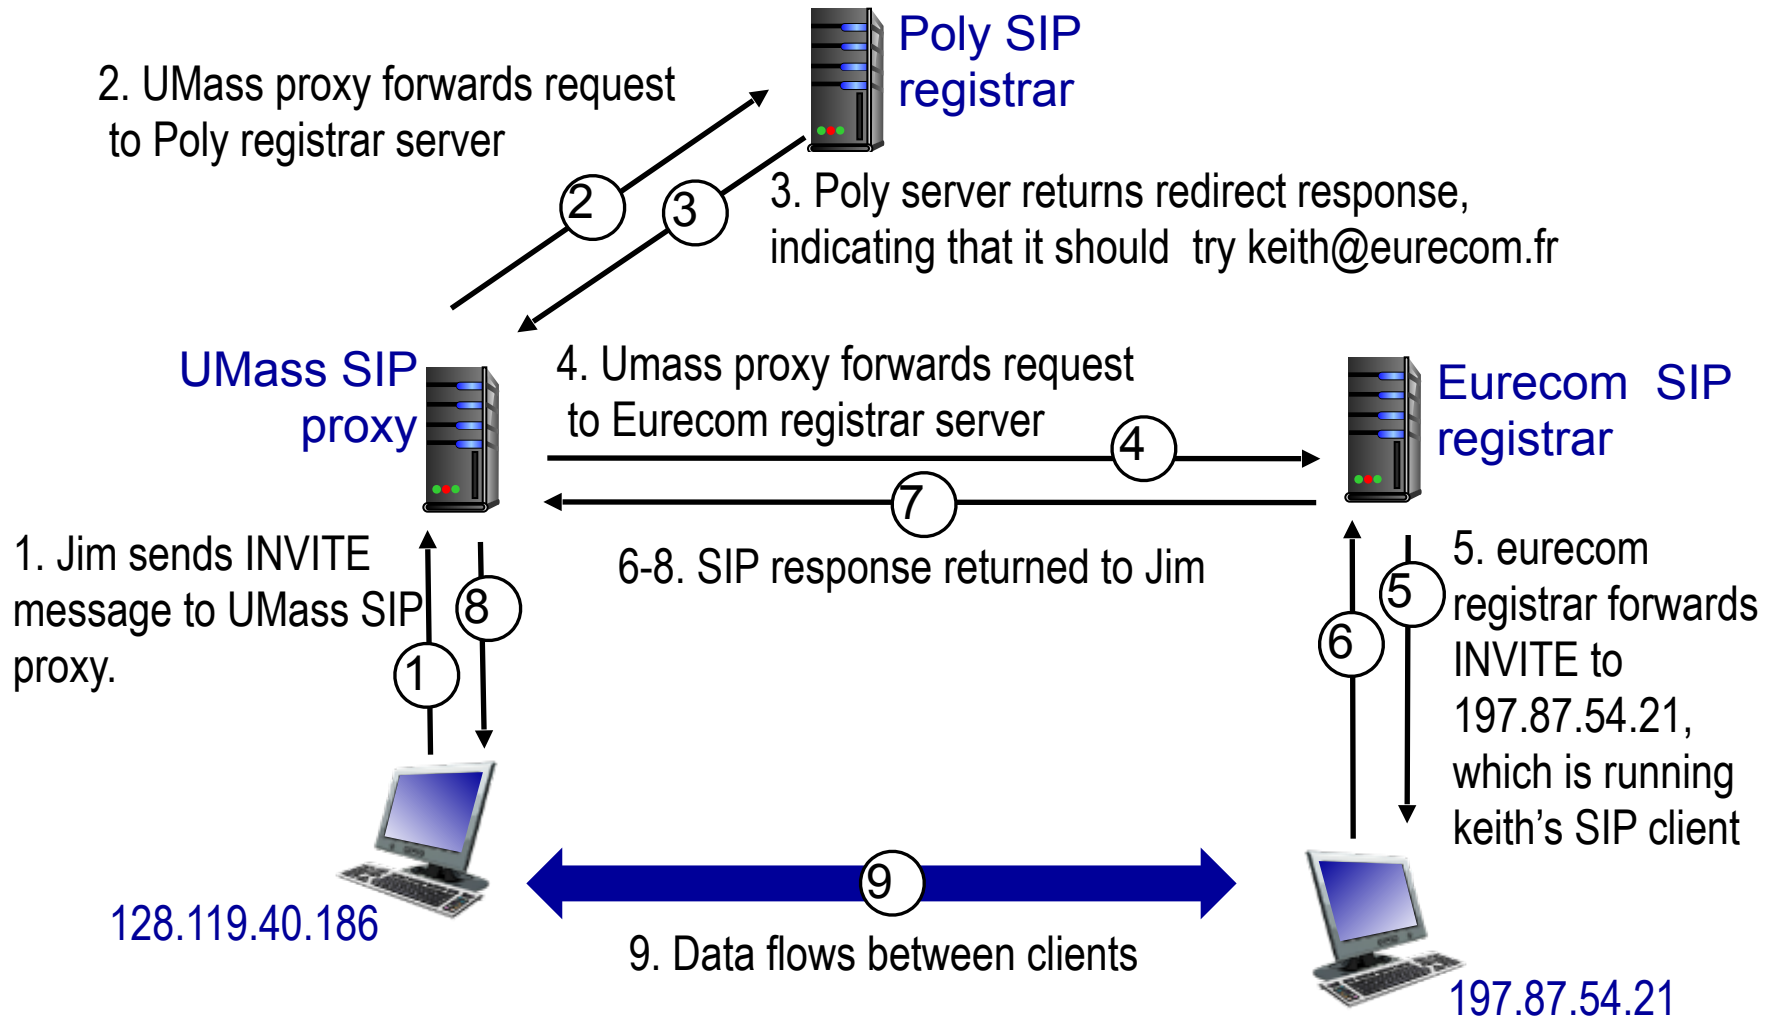 Poly SIP
registrar
2. UMass proxy forwards request
to Poly registrar server
2
3
3. Poly server returns redirect response,
indicating that it should  try keith@eurecom.fr
UMass SIP
proxy
4. Umass proxy forwards request
to Eurecom registrar server
4
Eurecom  SIP
registrar
7
1. Jim sends INVITE
message to UMass SIP
proxy.
8
1
6-8. SIP response returned to Jim
5
6
5. eurecom
registrar forwards
INVITE to
197.87.54.21,
which is running
keith’s SIP client
9
128.119.40.186
9. Data flows between clients
197.87.54.21